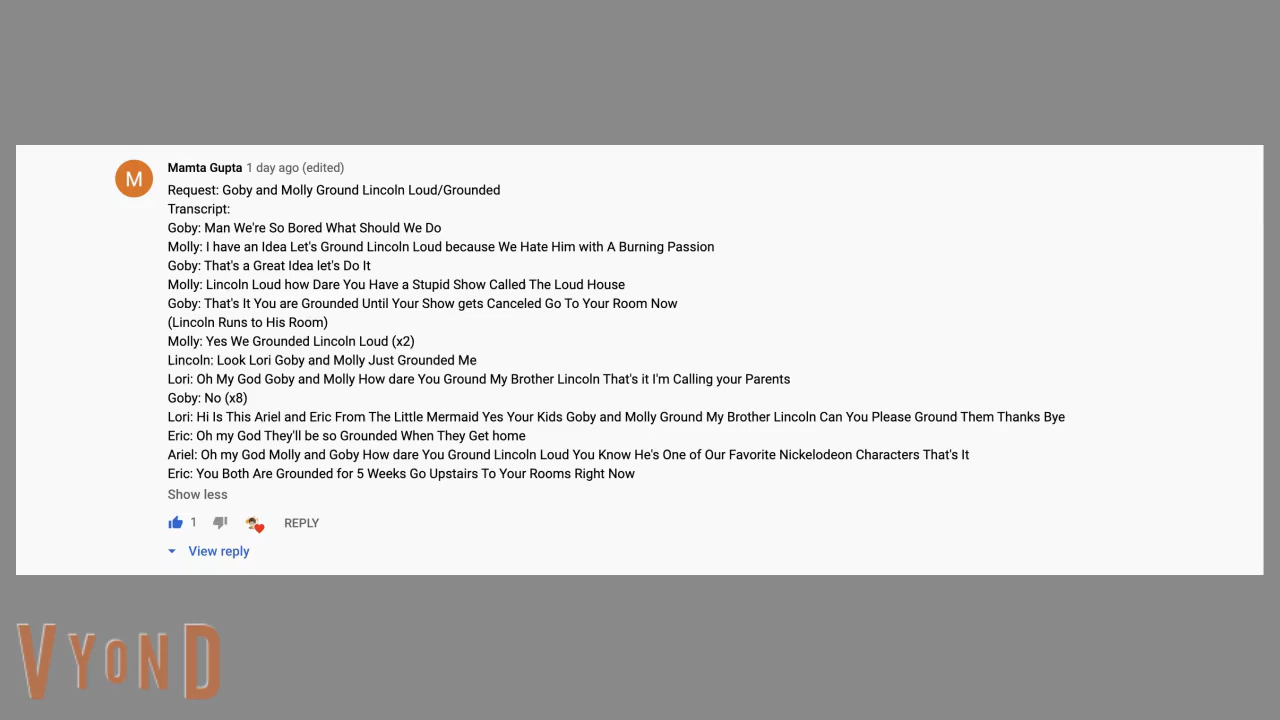 M
Mamta Gupta 1 day ago (edited)
Request: Goby and Molly Ground Lincoln Loud/Grounded
Transcript:
Goby: Man We're So Bored What Should We Do
Molly: I have an Idea Let's Ground Lincoln Loud because We Hate Him with A Burning Passion
Goby: That's a Great Idea let's Do It
Molly: Lincoln Loud how Dare You Have a Stupid Show Called The Loud House
Goby: That's It You are Grounded Until Your Show gets Canceled Go To Your Room Now
(Lincoln Runs to His Room)
Molly: Yes We Grounded Lincoln Loud (x2)
Lincoln: Look Lori Goby and Molly Just Grounded Me
Lori: Oh My God Goby and Molly How dare You Ground My Brother Lincoln That's it I'm Calling your Parents
Goby: No (x8)
Lori: Hi Is This Ariel and Eric From The Little Mermaid Yes Your Kids Goby and Molly Ground My Brother Lincoln Can You Please Ground Them Thanks Bye
Eric: Oh my God They'll be so Grounded When They Get home
Ariel: Oh my God Molly and Goby How dare You Ground Lincoln Loud You Know He's One of Our Favorite Nickelodeon Characters That's It
Eric: You Both Are Grounded for 5 Weeks Go Upstairs To Your Rooms Right Now
Show less
1 REPLY
View reply
VYOND